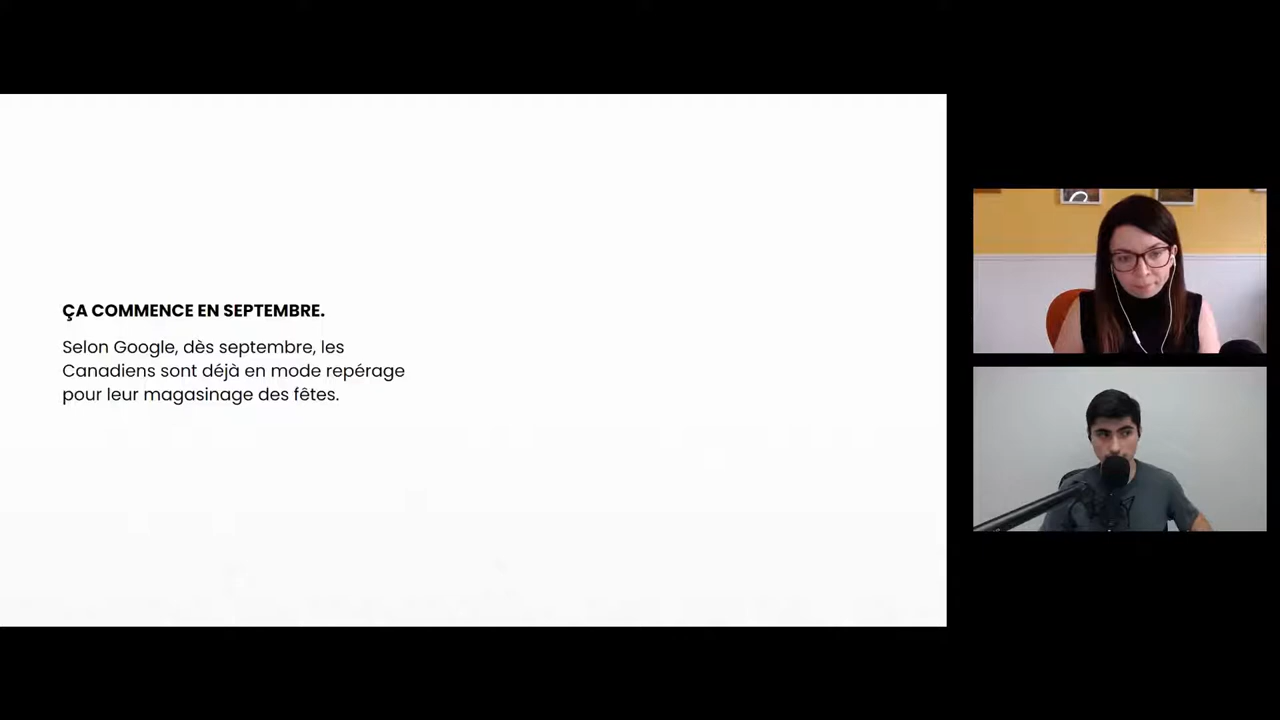 ÇA COMMENCE EN SEPTEMBRE.
Selon Google, dès septembre, les
Canadiens sont déjà en mode repérage
pour leur magasinage des fêtes.